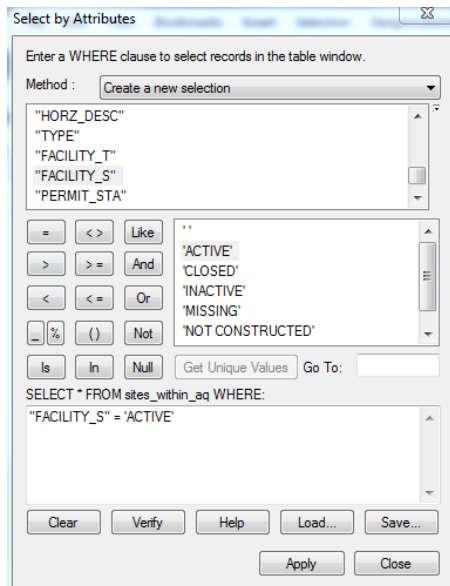 Select by Attributes
Enter a WHERE clause to select records in the table window.
Method : Create a new selection
"HORZ_DESC"
"TYPE"
"FACILITY_T"
"FACILITY_S"
"PERMIT_STA"
= < > Like
> > = And
< < = Or
_ % ( ) Not
Is In Null
' '
'ACTIVE'
'CLOSED'
'INACTIVE'
'MISSING'
'NOT CONSTRUCTED'
Get Unique Values Go To:
SELECT * FROM sites_within_aq WHERE:
"FACILITY_S" = 'ACTIVE'
Clear Verify Help Load... Save...
Apply Close